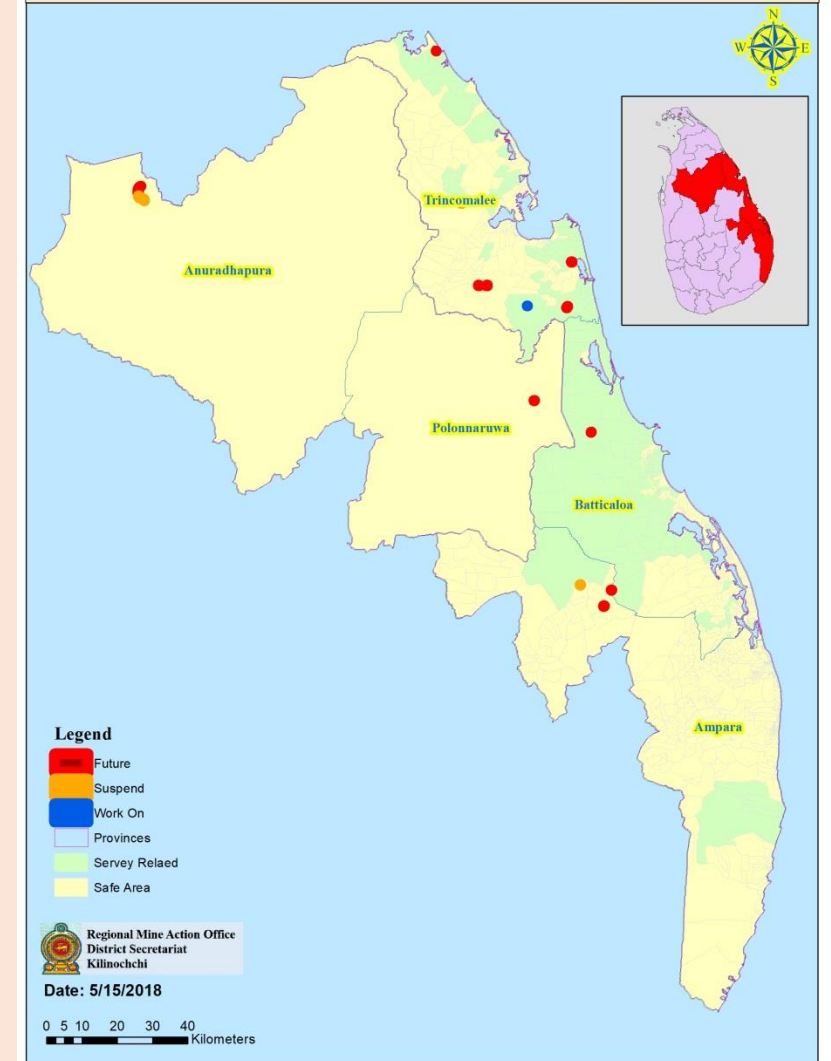 N
W E
S
Trincomalee
Anuradhapura
Polonnaruwa
Batticaloa
Ampara
Legend
Future
Suspend
Work On
Provinces
Servey Relaed
Safe Area
Regional Mine Action Office
District Secretariat
Kilinochchi
Date: 5/15/2018
0 5 10 20 30 40
Kilometers